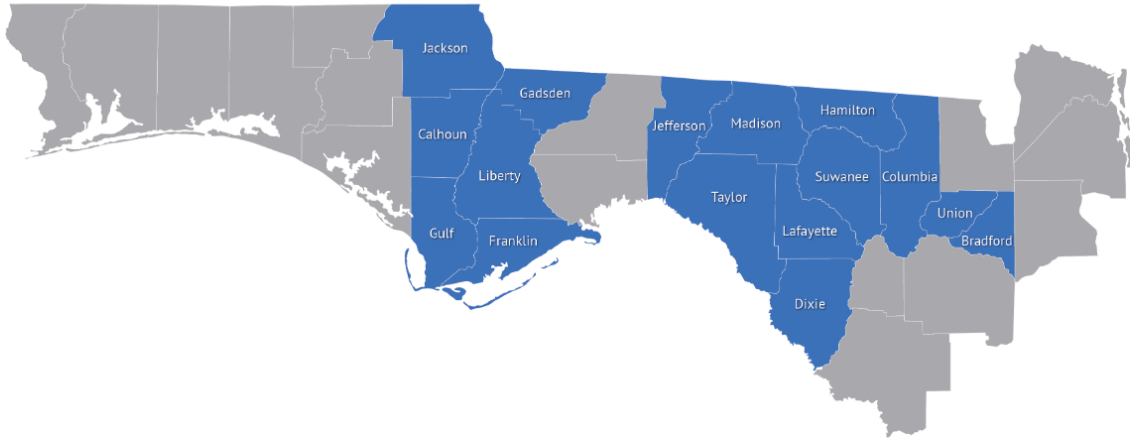 Jackson
Gadsden
Calhoun
Liberty
Gulf
Franklin
Jefferson
Madison
Hamilton
Taylor
Suwanee
Columbia
Lafayette
Union
Bradford
Dixie